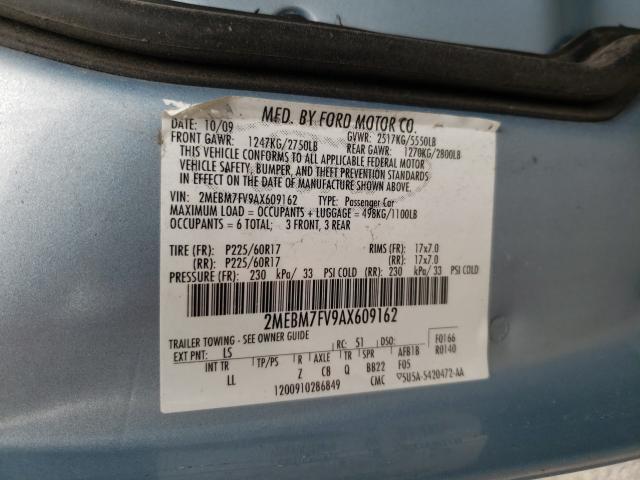 MFD. BY FORD MOTOR CO.
DATE: 10/09 GVWR: 2517KG/5550LB
FRONT GAWR: 1247KG/2750LB REAR GAWR: 1270KG/2800LB
THIS VEHICLE CONFORMS TO ALL APPLICABLE FEDERAL MOTOR
VEHICLE SAFETY, BUMPER, AND THEFT PREVENTION STANDARDS
IN EFFECT ON THE DATE OF MANUFACTURE SHOWN ABOVE.
VIN: 2MEBM7FV9AX609162 TYPE: Passenger Car
MAXIMUM LOAD = OCCUPANTS + LUGGAGE = 498KG/1100LB
OCCUPANTS = 6 TOTAL; 3 FRONT, 3 REAR
TIRE (FR): P225/60R17 RIMS (FR): 17x7.0
(RR): P225/60R17 (RR): 17x7.0
PRESSURE (FR): 230 kPa/ 33 PSI COLD (RR): 230 kPa/ 33 PSI COLD
2MEBM7FV9AX609162
TRAILER TOWING - SEE OWNER GUIDE
EXT PNT: LS RC: 51 DSO: F0166
INT TR TP/PS R AXLE TR SPR AFB1B R0140
LL Z C8 Q BB22 F05
1200910286849 CMC 5U5A-5420472-AA